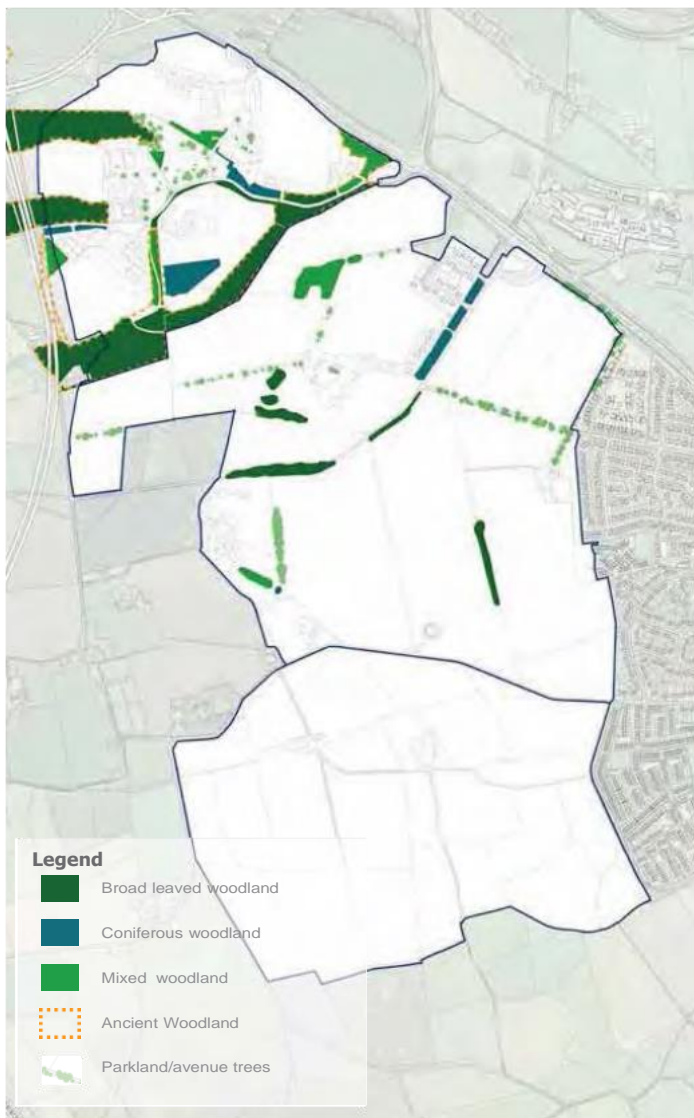 Legend
Broad leaved woodland
Coniferous woodland
Mixed woodland
Ancient Woodland
Parkland/avenue trees